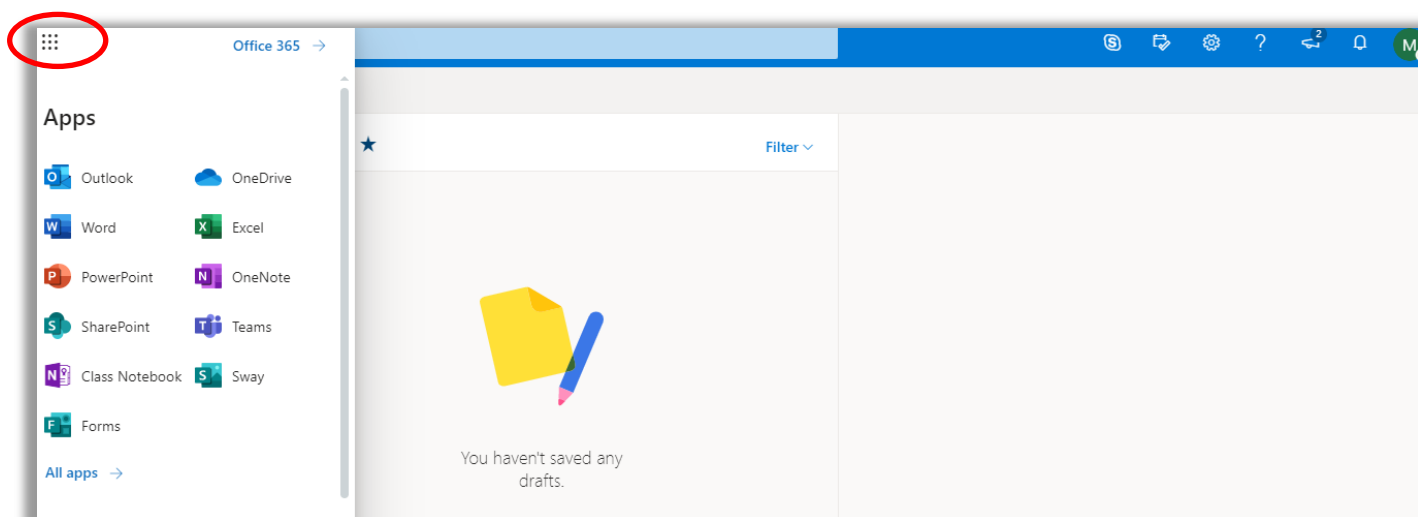 Office 365 →
2
M
Apps
Filter
Outlook
OneDrive
Word
Excel
PowerPoint
OneNote
SharePoint
Teams
Class Notebook
Sway
Forms
All apps →
You haven't saved any
drafts.